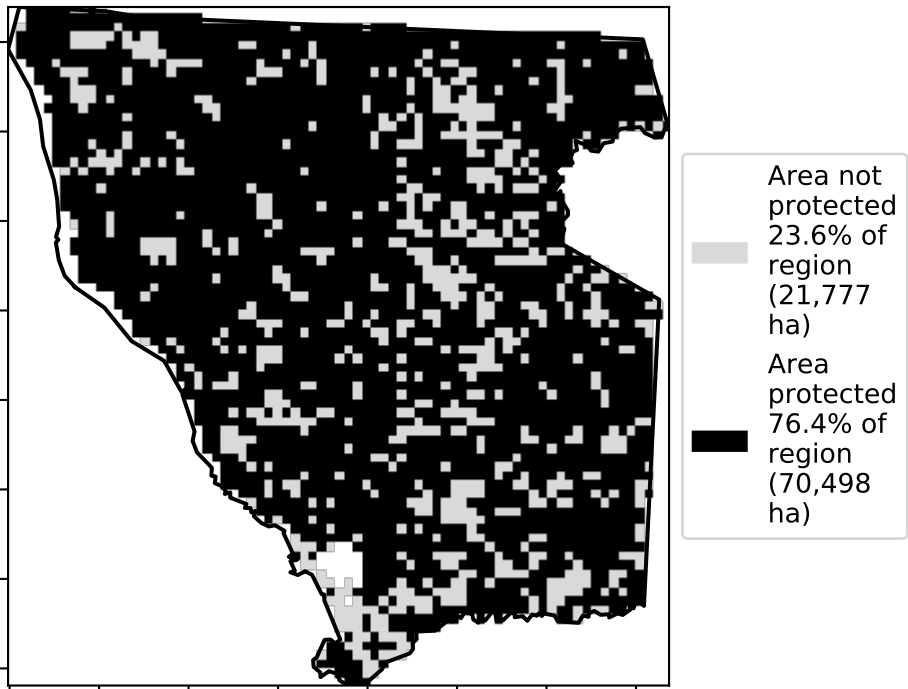 Area not
protected
23.6% of
region
(21,777
ha)
Area
protected
76.4% of
region
(70,498
ha)